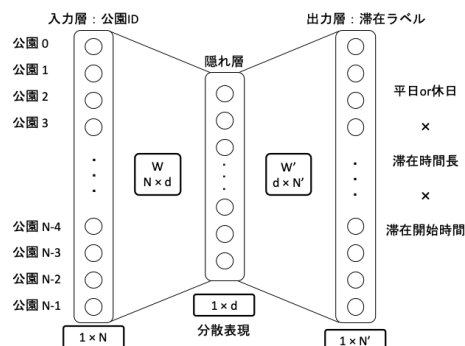 入力層：公園ID
出力層：滞在ラベル
公園 0
公園 1
公園 2
公園 3
公園 N-4
公園 N-3
公園 N-2
公園 N-1
1 × N
W
N × d
隠れ層
1 × d
分散表現
W′
d × N′
1 × N′
平日or休日
×
滞在時間長
×
滞在開始時間